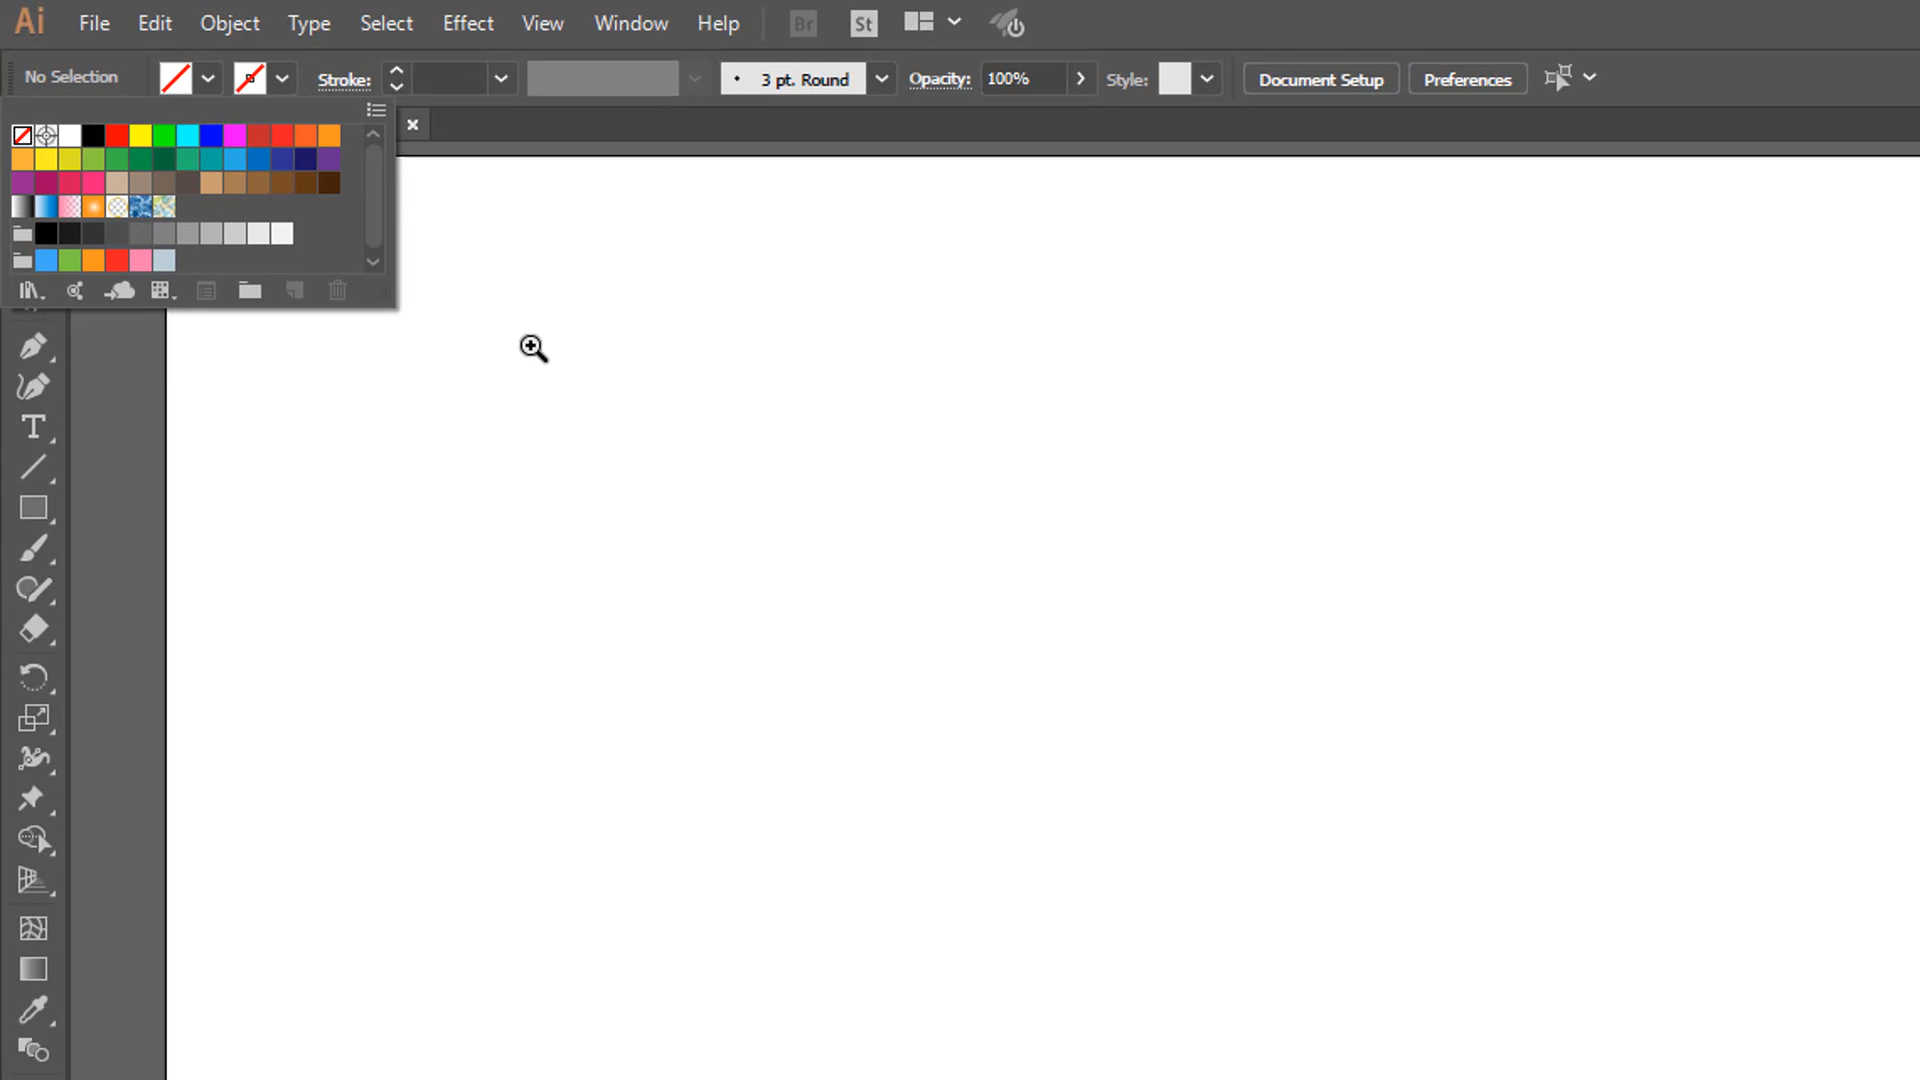 Ai File Edit Object Type Select Effect View Window Help Br St
No Selection Stroke: 3 pt. Round Opacity: 100% Style: Document Setup Preferences